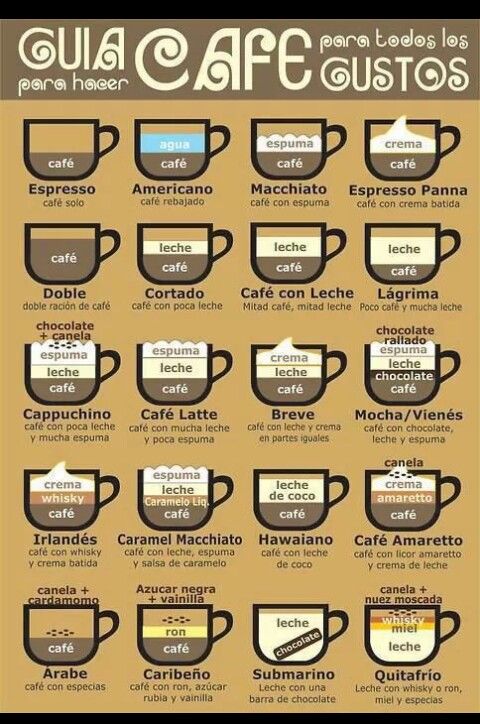 GUIA para hacer CAFE para todos los GUSTOS
café
Espresso
café solo
agua
café
Americano
café rebajado
espuma
café
Macchiato
café con espuma
crema
café
Espresso Panna
café con crema batida
café
Doble
doble ración de café
leche
café
Cortado
café con poca leche
leche
café
Café con Leche
Mitad café, mitad leche
leche
café
Lágrima
Poco café y mucha leche
chocolate
+ canela
espuma
leche
café
Cappuchino
café con poca leche
y mucha espuma
espuma
leche
café
Café Latte
café con mucha leche
y poca espuma
crema
leche
café
Breve
café con leche y crema
en partes iguales
chocolate
rallado
espuma
leche
chocolate
café
Mocha/Vienés
café con chocolate,
leche y espuma
crema
whisky
café
Irlandés
café con whisky
y crema batida
espuma
leche
Caramelo Liq.
café
Caramel Macchiato
café con leche, espuma
y salsa de caramelo
leche
de coco
café
Hawaiano
café con leche
de coco
canela
crema
amaretto
café
Café Amaretto
café con licor amaretto
y crema de leche
canela +
cardamomo
café
Árabe
café con especias
Azucar negra
+ vainilla
ron
café
Caribeño
café con ron, azúcar
rubia y vainilla
leche
chocolate
Submarino
Leche con una
barra de chocolate
canela +
nuez moscada
whisky
miel
leche
Quitafrío
Leche con whisky o ron,
miel y especias